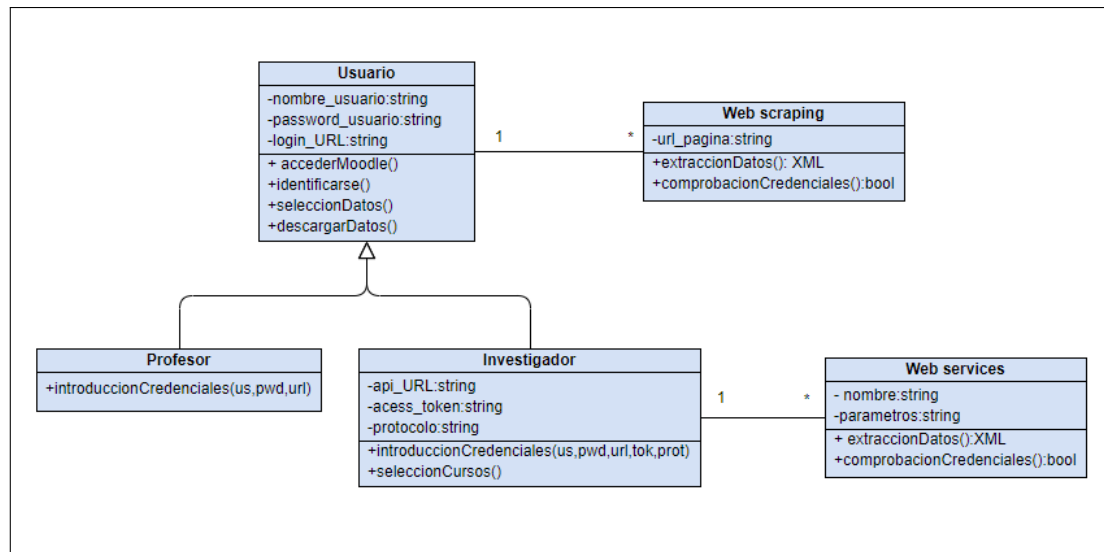 Usuario
-nombre_usuario:string
-password_usuario:string
-login_URL:string
+ accederMoodle()
+identificarse()
+seleccionDatos()
+descargarDatos()
1
*
Web scraping
-url_pagina:string
+extraccionDatos(): XML
+comprobacionCredenciales():bool
Profesor
+introduccionCredenciales(us,pwd,url)
Investigador
-api_URL:string
-acess_token:string
-protocolo:string
+introduccionCredenciales(us,pwd,url,tok,prot)
+seleccionCursos()
1
*
Web services
- nombre:string
-parametros:string
+ extraccionDatos():XML
+comprobacionCredenciales():bool